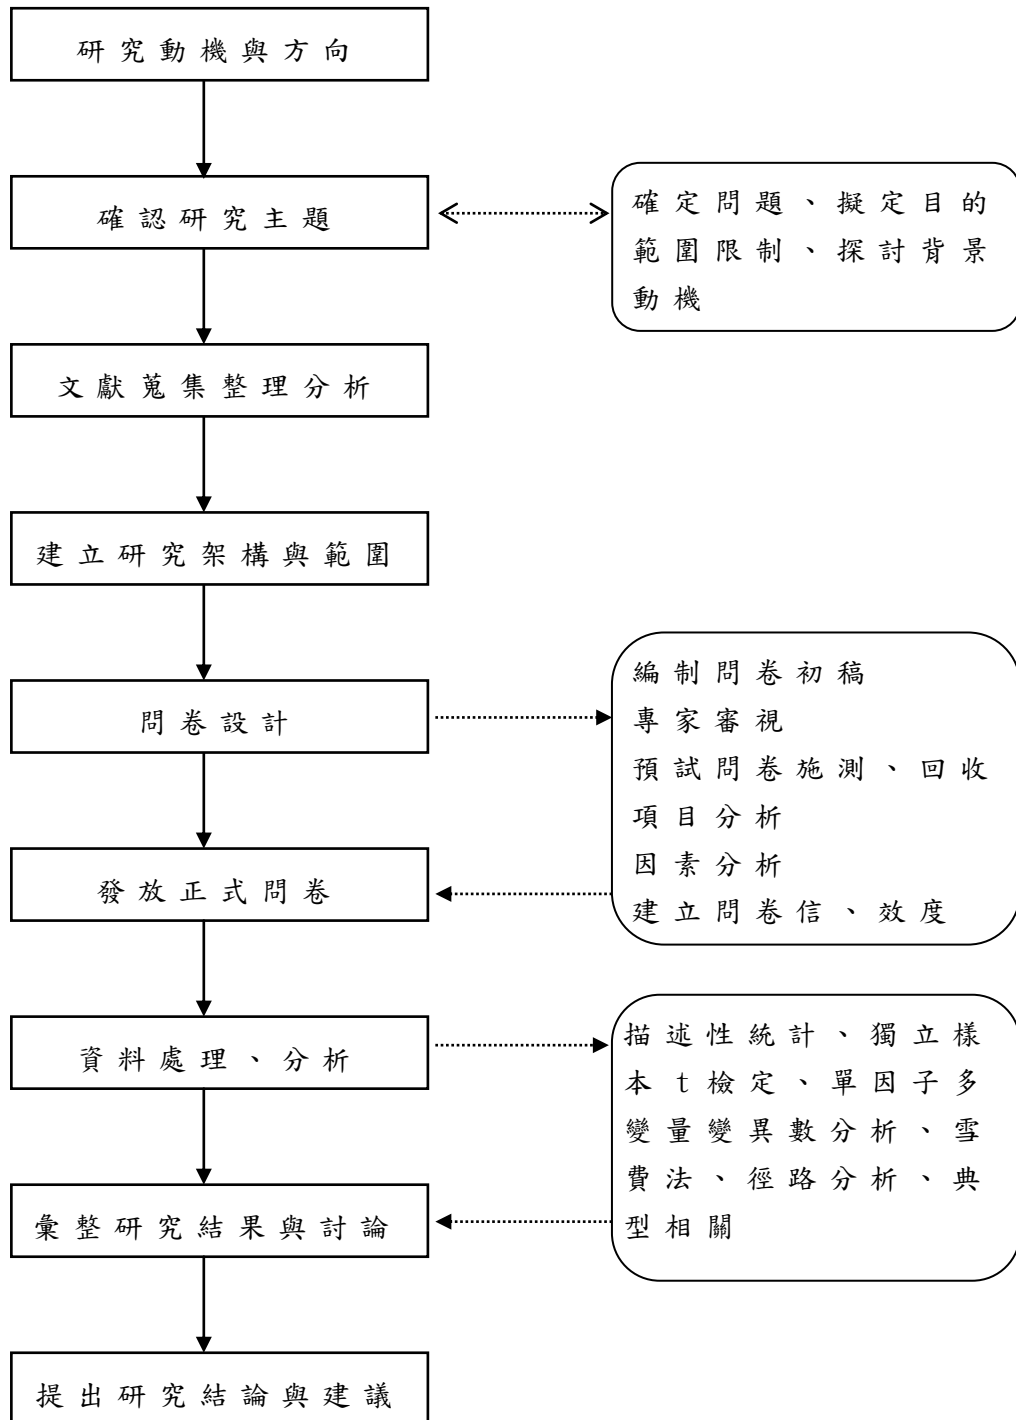 研究動機與方向
確認研究主題
確定問題、擬定目的
範圍限制、探討背景
動機
文獻蒐集整理分析
建立研究架構與範圍
問卷設計
編制問卷初稿
專家審視
預試問卷施測、回收
項目分析
因素分析
建立問卷信、效度
發放正式問卷
資料處理、分析
描述性統計、獨立樣
本t檢定、單因子多
變量變異數分析、雪
費法、徑路分析、典
型相關
彙整研究結果與討論
提出研究結論與建議